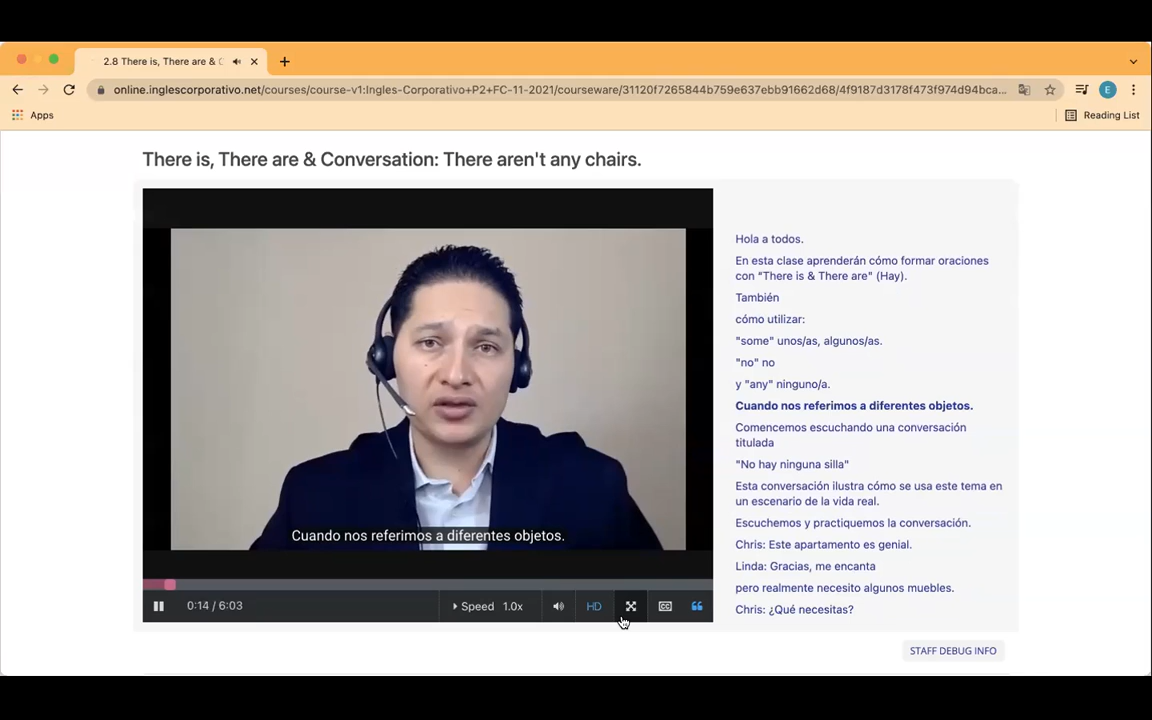 2.8 There is, There are & C
online.inglescorporativo.net/courses/course-v1:Ingles-Corporativo+P2+FC-11-2021/courseware/31120f7265844b759e637ebb91662d68/4f9187d3178f473f974d94bca...
E
Apps
Reading List
There is, There are & Conversation: There aren't any chairs.
Hola a todos.
En esta clase aprenderán cómo formar oraciones
con "There is & There are" (Hay).
También
cómo utilizar:
"some" unos/as, algunos/as.
"no" no
y "any" ninguno/a.
Cuando nos referimos a diferentes objetos.
Comencemos escuchando una conversación
titulada
"No hay ninguna silla"
Esta conversación ilustra cómo se usa este tema en
un escenario de la vida real.
Escuchemos y practiquemos la conversación.
Chris: Este apartamento es genial.
Linda: Gracias, me encanta
pero realmente necesito algunos muebles.
Chris: ¿Qué necesitas?
Cuando nos referimos a diferentes objetos.
0:14 / 6:03
Speed 1.0x
HD
CC
STAFF DEBUG INFO